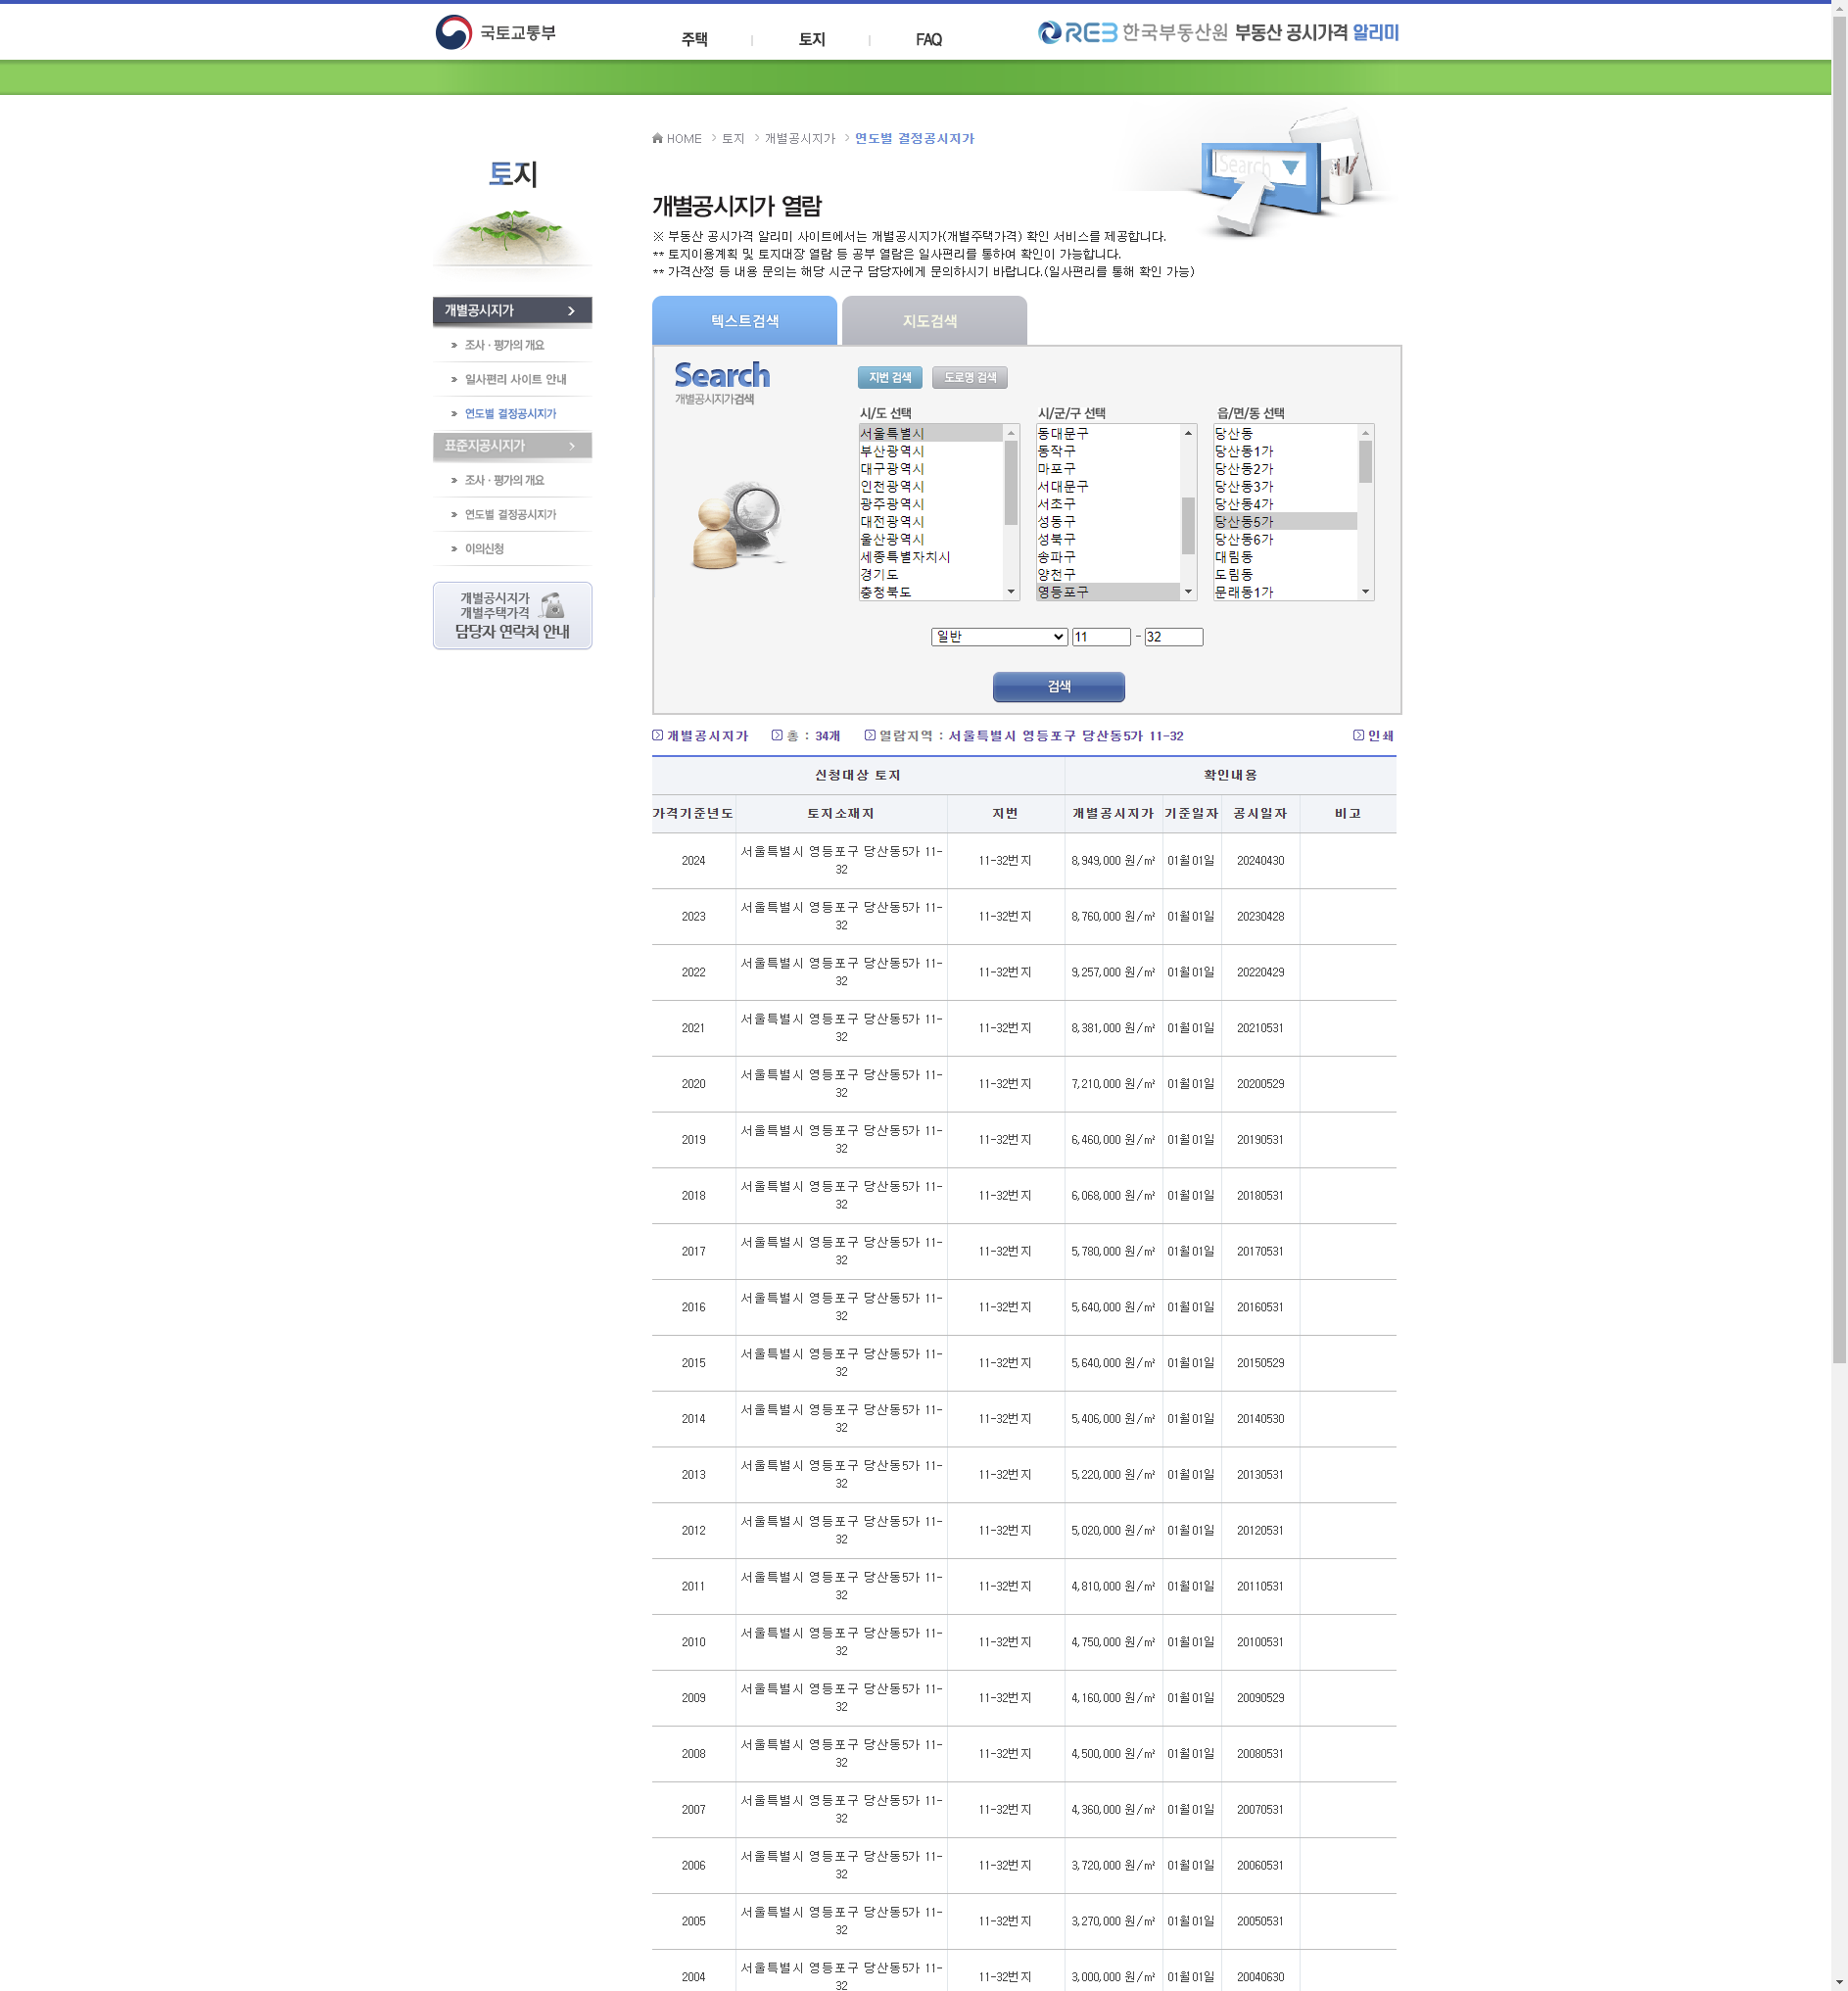 국토교통부
주택
토지
FAQ
REB 한국부동산원 부동산 공시가격 알리미
HOME > 토지 > 개별공시지가 > 연도별 결정공시지가
Search
토지
개별공시지가 열람
※ 부동산 공시가격 알리미 사이트에서는 개별공시지가(개별주택가격) 확인 서비스를 제공합니다.
** 토지이용계획 및 토지대장 열람 등 공부 열람은 일사편리를 통하여 확인이 가능합니다.
** 가격산정 등 내용 문의는 해당 시군구 담당자에게 문의하시기 바랍니다.(일사편리를 통해 확인 가능)
개별공시지가
조사 · 평가의 개요
일사편리 사이트 안내
연도별 결정공시지가
표준지공시지가
조사 · 평가의 개요
연도별 결정공시지가
이의신청
개별공시지가
개별주택가격
담당자 연락처 안내
텍스트검색
지도검색
Search
개별공시지가검색
지번 검색
도로명 검색
시/도 선택
서울특별시
부산광역시
대구광역시
인천광역시
광주광역시
대전광역시
울산광역시
세종특별자치시
경기도
충청북도
시/군/구 선택
동대문구
동작구
마포구
서대문구
서초구
성동구
성북구
송파구
양천구
영등포구
읍/면/동 선택
당산동
당산동1가
당산동2가
당산동3가
당산동4가
당산동5가
당산동6가
대림동
도림동
문래동1가
일반 11 - 32
검색
개별공시지가 총 : 34개 열람지역 : 서울특별시 영등포구 당산동5가 11-32 인쇄
신청대상 토지 확인내용
가격기준년도 토지소재지 지번 개별공시지가 기준일자 공시일자 비고
2024 서울특별시 영등포구 당산동5가 11-32 11-32번지 8,949,000 원/㎡ 01월 01일 20240430
2023 서울특별시 영등포구 당산동5가 11-32 11-32번지 8,760,000 원/㎡ 01월 01일 20230428
2022 서울특별시 영등포구 당산동5가 11-32 11-32번지 9,257,000 원/㎡ 01월 01일 20220429
2021 서울특별시 영등포구 당산동5가 11-32 11-32번지 8,381,000 원/㎡ 01월 01일 20210531
2020 서울특별시 영등포구 당산동5가 11-32 11-32번지 7,210,000 원/㎡ 01월 01일 20200529
2019 서울특별시 영등포구 당산동5가 11-32 11-32번지 6,460,000 원/㎡ 01월 01일 20190531
2018 서울특별시 영등포구 당산동5가 11-32 11-32번지 6,068,000 원/㎡ 01월 01일 20180531
2017 서울특별시 영등포구 당산동5가 11-32 11-32번지 5,780,000 원/㎡ 01월 01일 20170531
2016 서울특별시 영등포구 당산동5가 11-32 11-32번지 5,640,000 원/㎡ 01월 01일 20160531
2015 서울특별시 영등포구 당산동5가 11-32 11-32번지 5,640,000 원/㎡ 01월 01일 20150529
2014 서울특별시 영등포구 당산동5가 11-32 11-32번지 5,406,000 원/㎡ 01월 01일 20140530
2013 서울특별시 영등포구 당산동5가 11-32 11-32번지 5,220,000 원/㎡ 01월 01일 20130531
2012 서울특별시 영등포구 당산동5가 11-32 11-32번지 5,020,000 원/㎡ 01월 01일 20120531
2011 서울특별시 영등포구 당산동5가 11-32 11-32번지 4,810,000 원/㎡ 01월 01일 20110531
2010 서울특별시 영등포구 당산동5가 11-32 11-32번지 4,750,000 원/㎡ 01월 01일 20100531
2009 서울특별시 영등포구 당산동5가 11-32 11-32번지 4,160,000 원/㎡ 01월 01일 20090529
2008 서울특별시 영등포구 당산동5가 11-32 11-32번지 4,500,000 원/㎡ 01월 01일 20080531
2007 서울특별시 영등포구 당산동5가 11-32 11-32번지 4,360,000 원/㎡ 01월 01일 20070531
2006 서울특별시 영등포구 당산동5가 11-32 11-32번지 3,720,000 원/㎡ 01월 01일 20060531
2005 서울특별시 영등포구 당산동5가 11-32 11-32번지 3,270,000 원/㎡ 01월 01일 20050531
2004 서울특별시 영등포구 당산동5가 11-32 11-32번지 3,000,000 원/㎡ 01월 01일 20040630